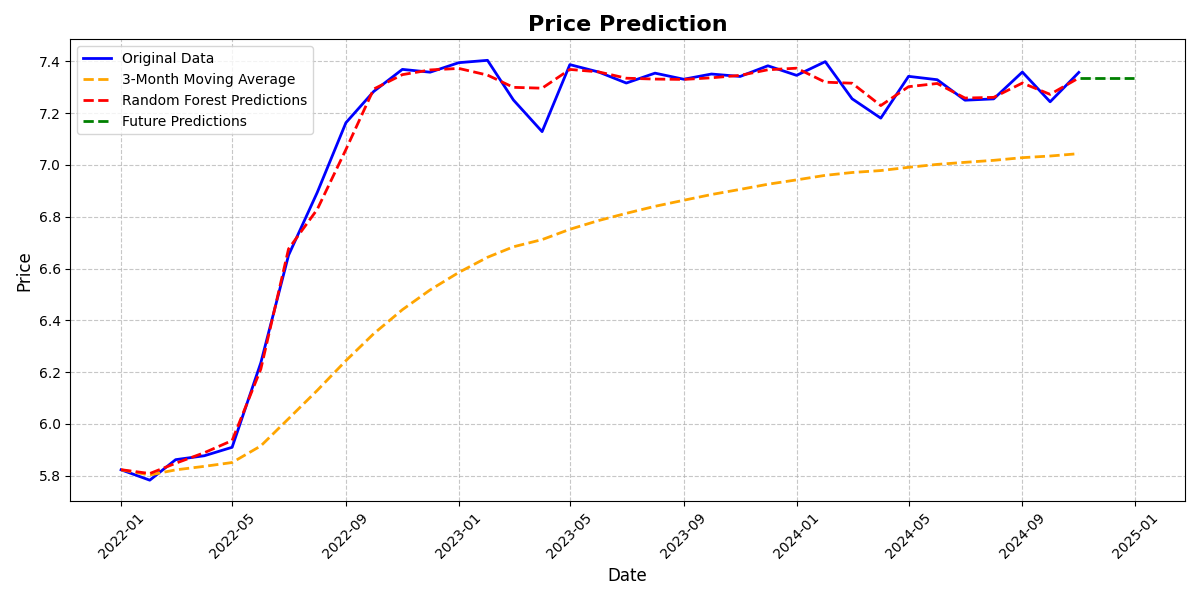 Price Prediction
Original Data
3-Month Moving Average
Random Forest Predictions
Future Predictions
Price
7.4
7.2
7.0
6.8
6.6
6.4
6.2
6.0
5.8
2022-01
2022-05
2022-09
2023-01
2023-05
2023-09
2024-01
2024-05
2024-09
2025-01
Date